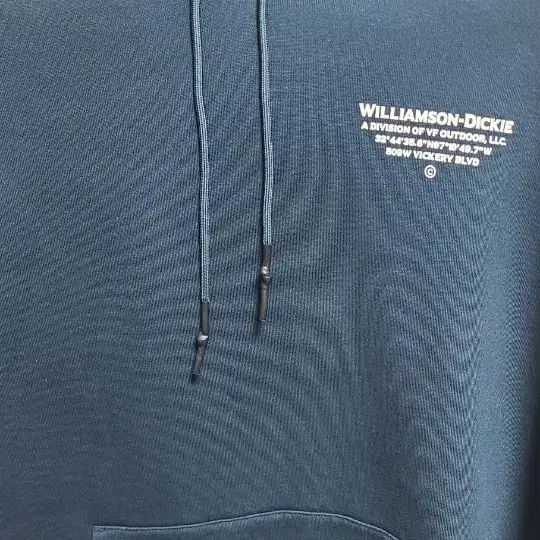 WILLIAMSON-DICKIE
A DIVISION OF VF OUTDOOR, LLC.
32°44'35.6"N97°19'49.7"W
509W VICKERY BLVD
©